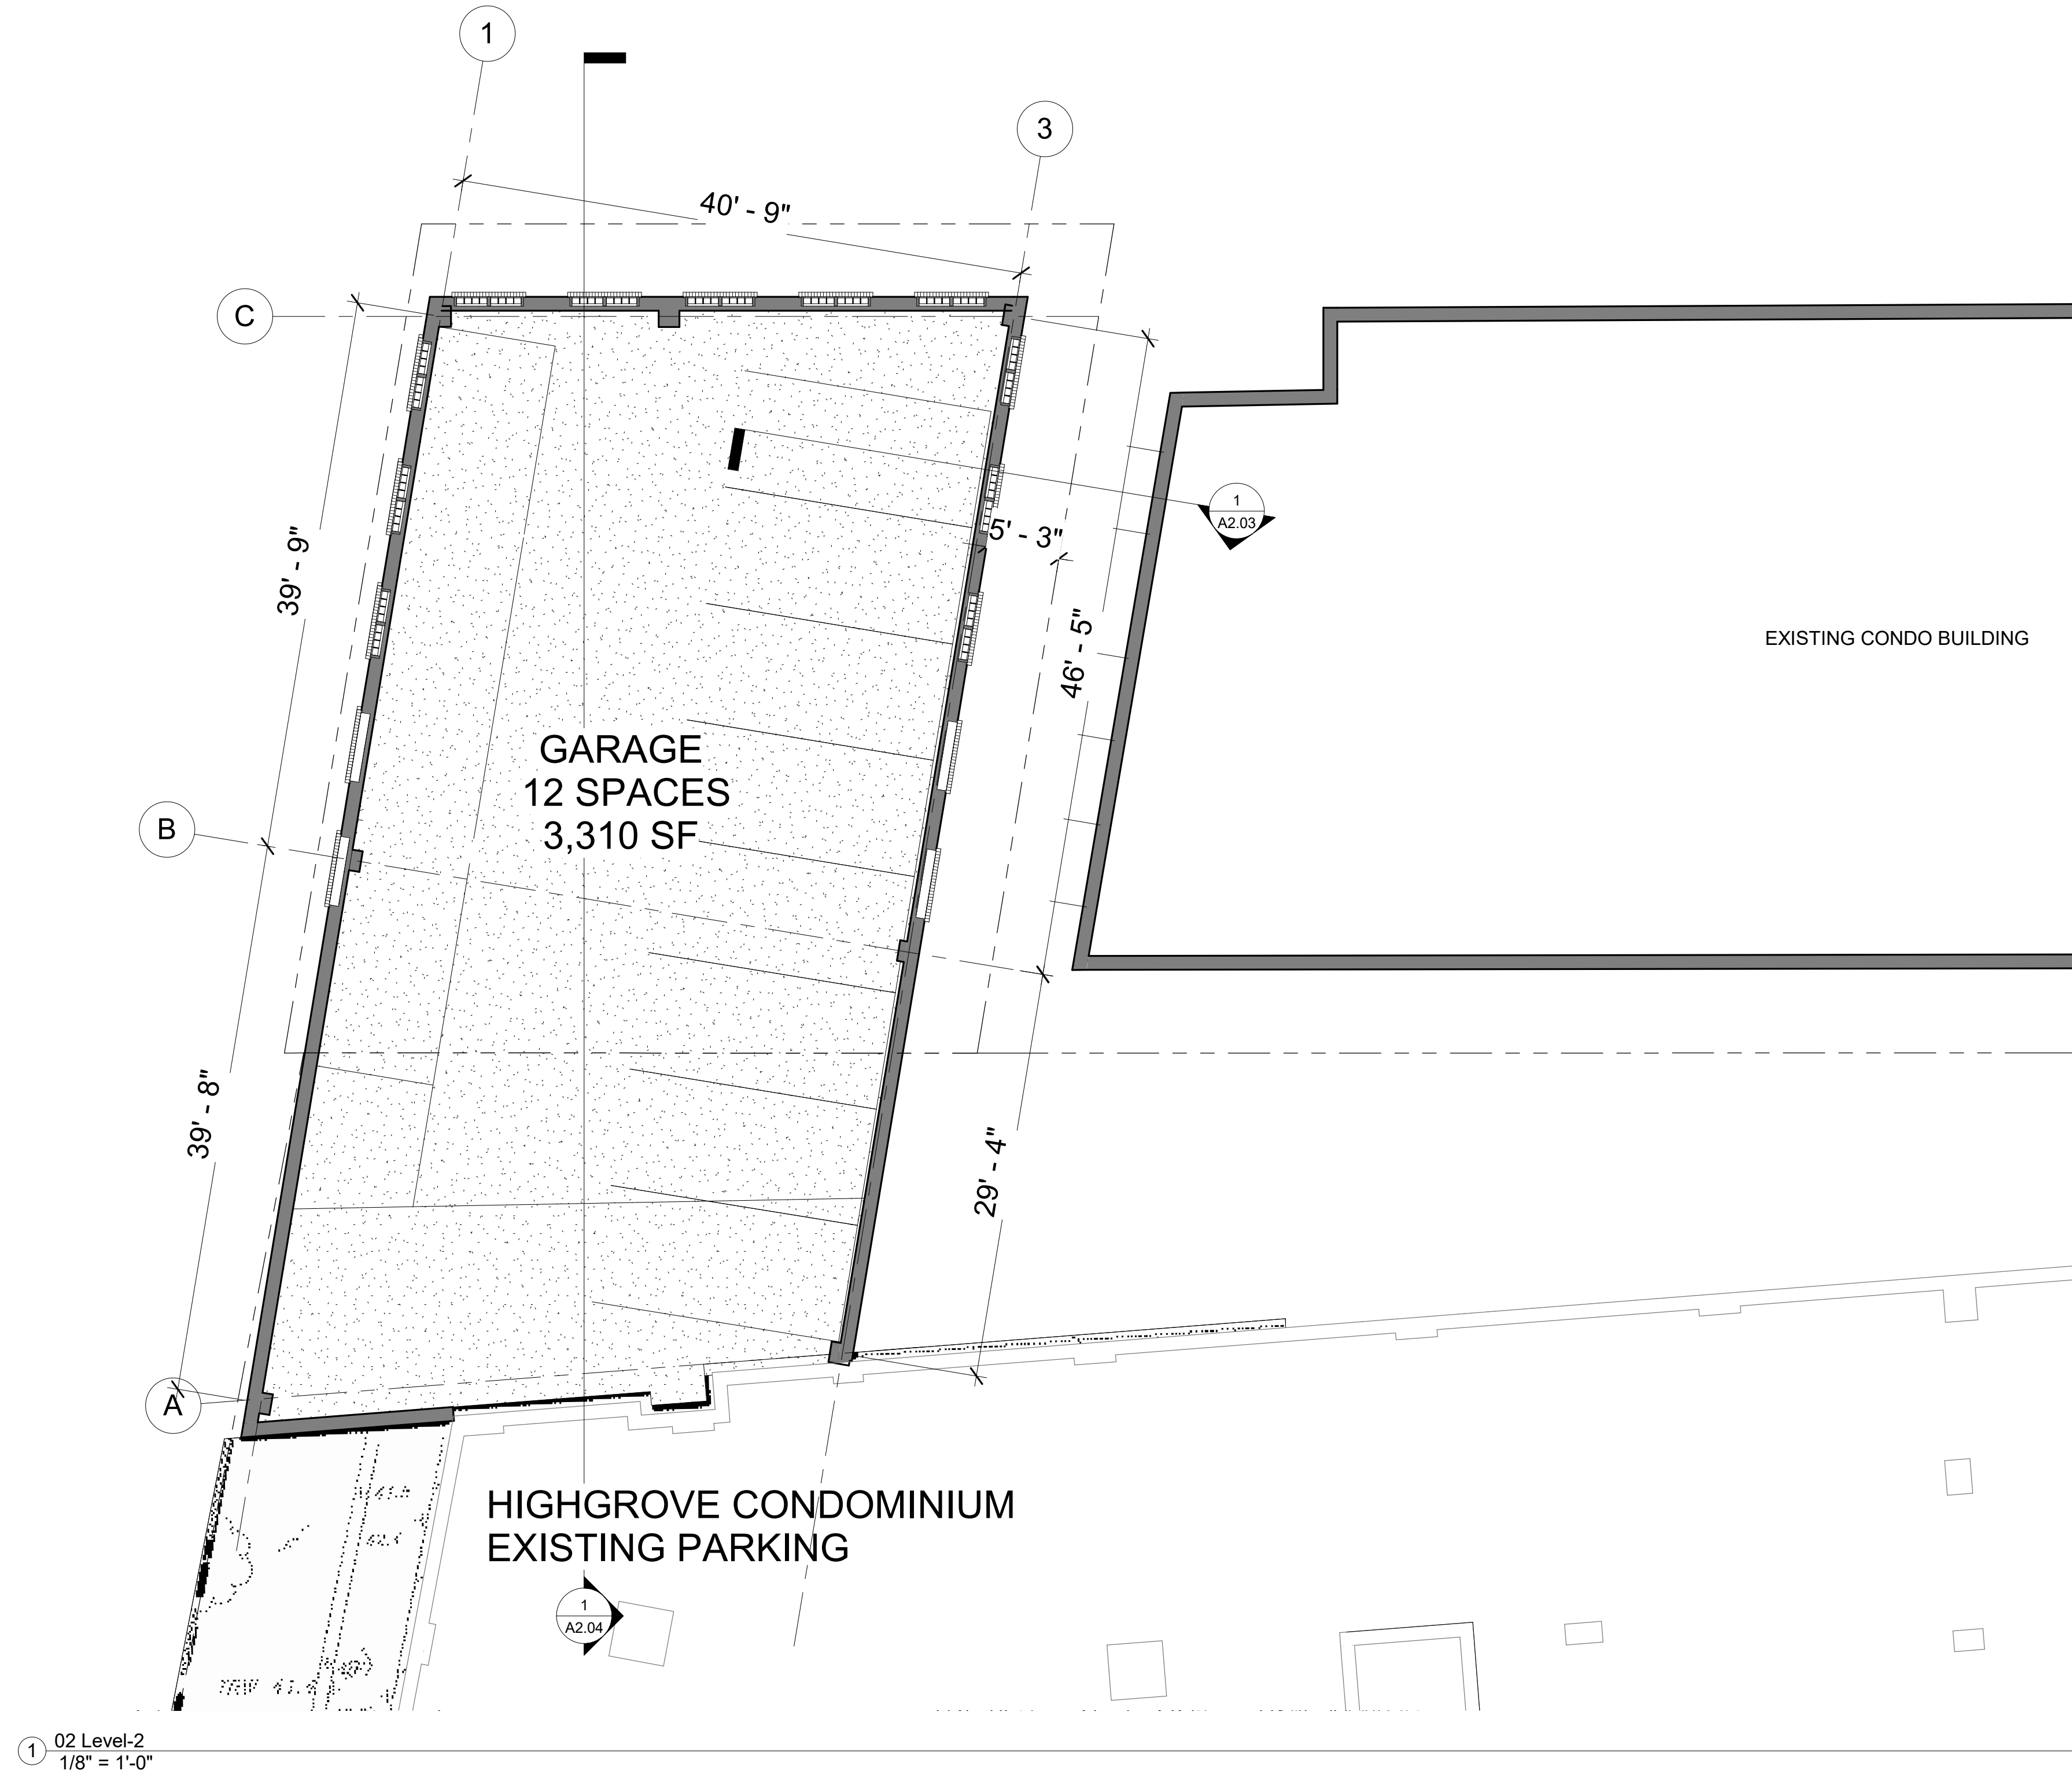 1
3
40' - 9"
C
5' - 3"
1
A2.03
39' - 9"
46' - 5"
EXISTING CONDO BUILDING
GARAGE
12 SPACES
3,310 SF
B
39' - 8"
29' - 4"
A
HIGHGROVE CONDOMINIUM
EXISTING PARKING
1
A2.04
1
02 Level-2
1/8" = 1'-0"